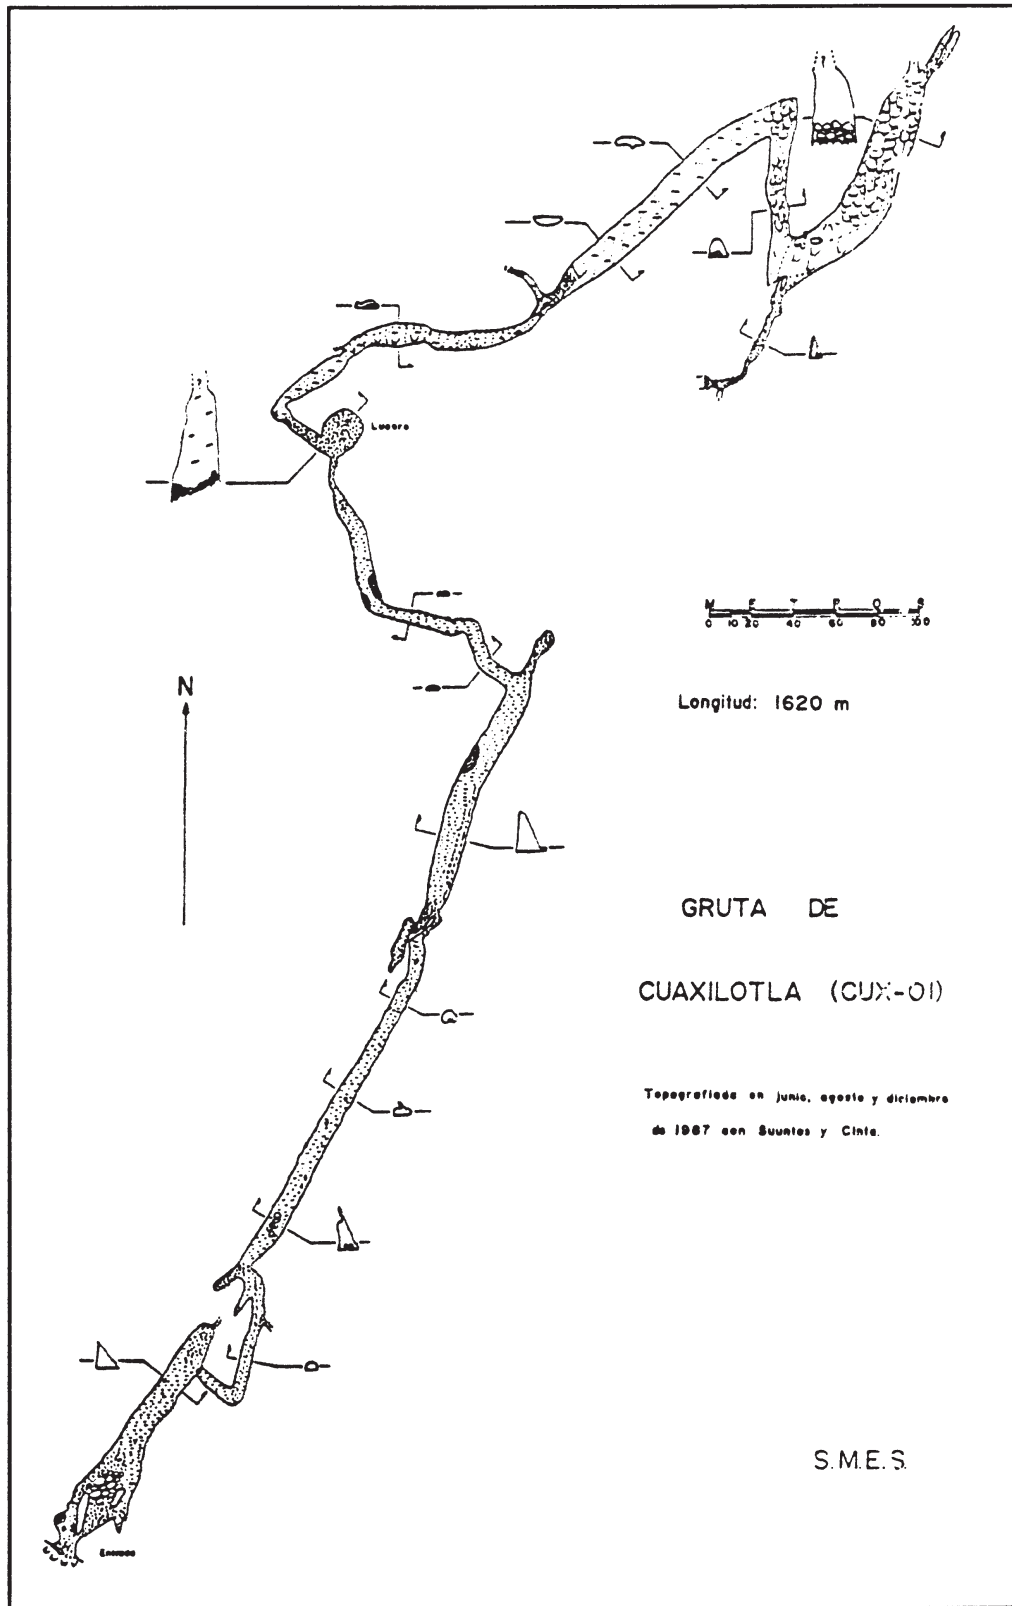 ?
Lucero
?
M E T R O S
0 10 20 40 60 80 100
N
Longitud: 1620 m
GRUTA DE
CUAXILOTLA (CUX-01)
Topografiada en junio, agosto y diciembre
de 1987 con Suuntos y Cinta.
S.M.E.S.
Entrada